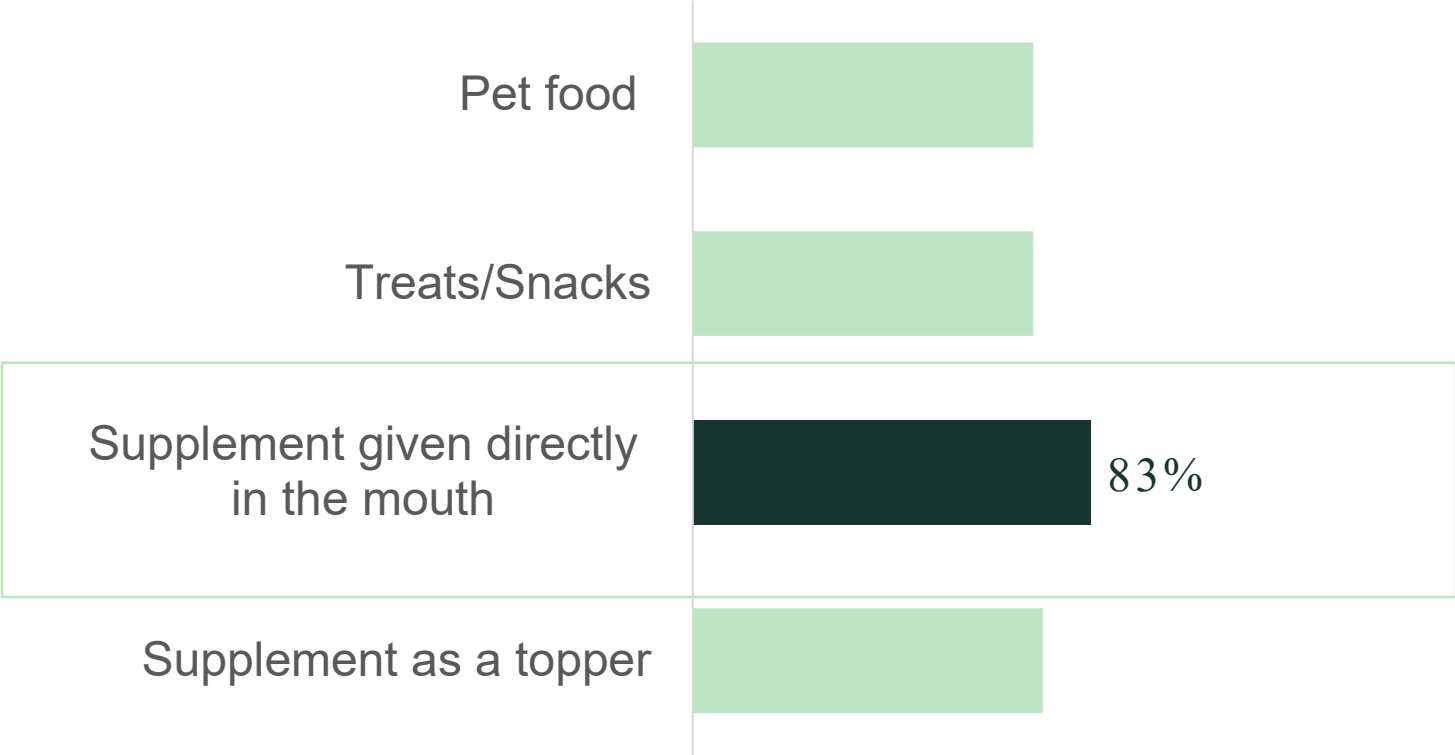 Pet food
Treats/Snacks
Supplement given directly
in the mouth
83%
Supplement as a topper